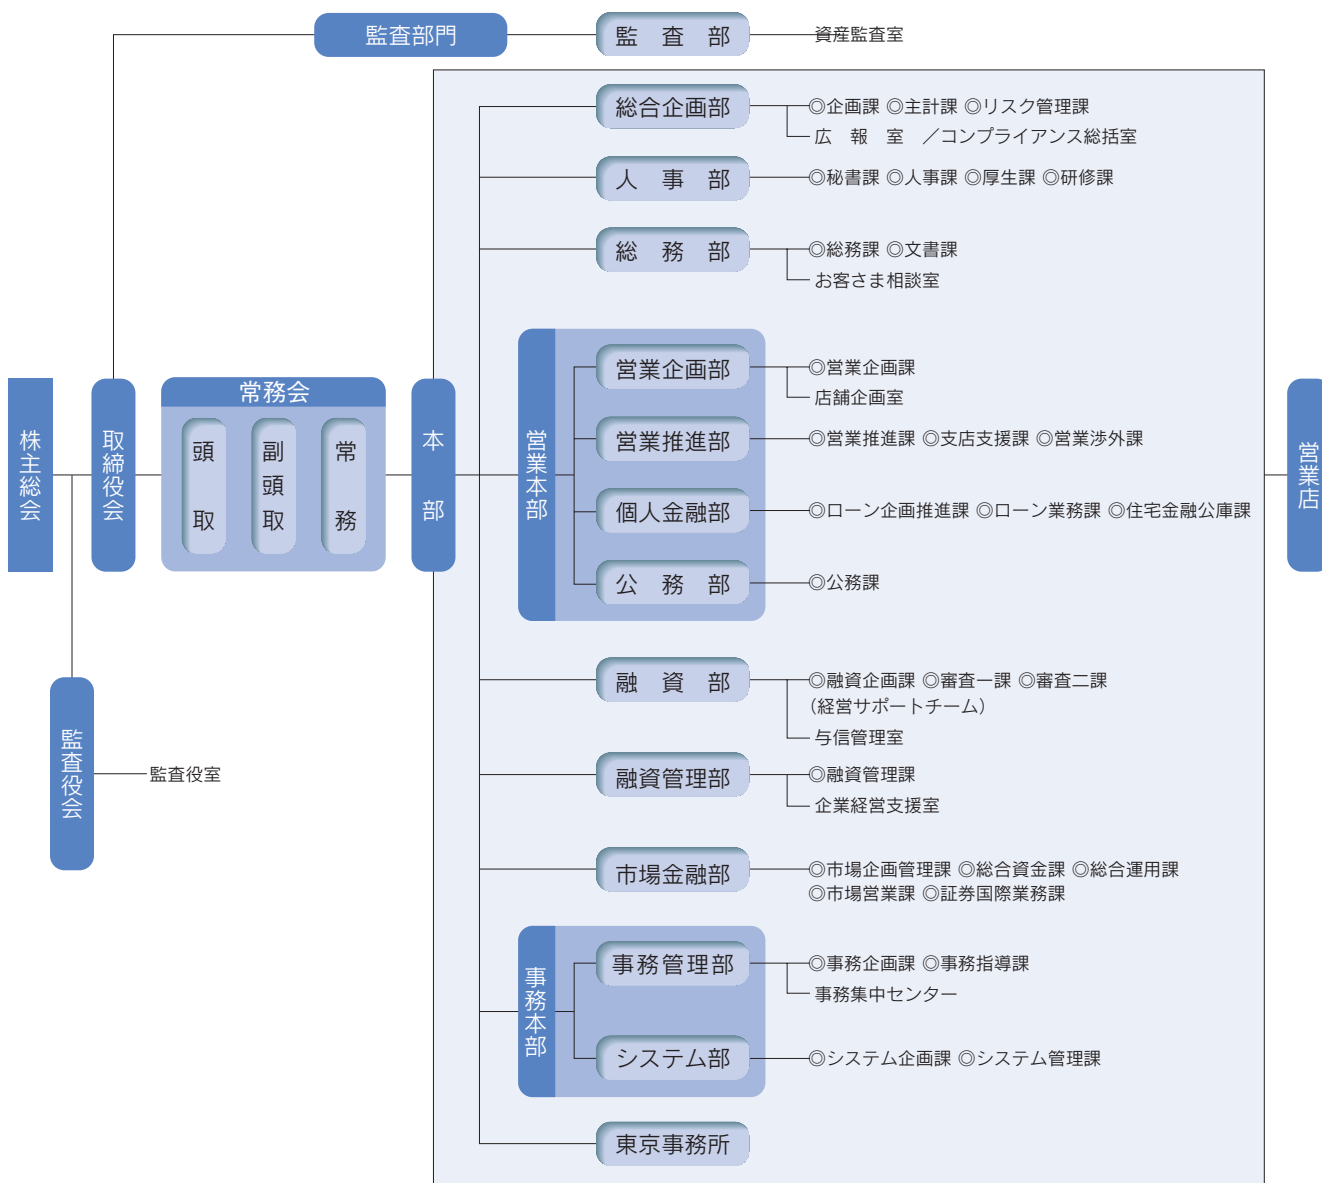 監査部門
監　査　部
資産監査室
総合企画部
◎企画課 ◎主計課 ◎リスク管理課
広　報　室　／コンプライアンス総括室
人　事　部
◎秘書課 ◎人事課 ◎厚生課 ◎研修課
総　務　部
◎総務課 ◎文書課
お客さま相談室
株主総会
取締役会
常務会
頭　取
副頭取
常　務
本　部
営業本部
営業企画部
◎営業企画課
店舗企画室
営業推進部
◎営業推進課 ◎支店支援課 ◎営業渉外課
個人金融部
◎ローン企画推進課 ◎ローン業務課 ◎住宅金融公庫課
公　務　部
◎公務課
営業店
融　資　部
◎融資企画課 ◎審査一課 ◎審査二課
（経営サポートチーム）
与信管理室
監査役会
監査役室
融資管理部
◎融資管理課
企業経営支援室
市場金融部
◎市場企画管理課 ◎総合資金課 ◎総合運用課
◎市場営業課 ◎証券国際業務課
事務本部
事務管理部
◎事務企画課 ◎事務指導課
事務集中センター
システム部
◎システム企画課 ◎システム管理課
東京事務所